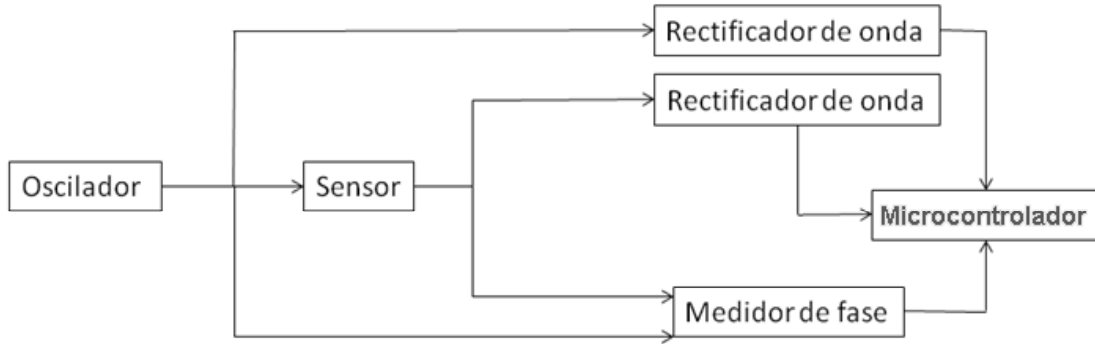 Rectificador de onda
Rectificador de onda
Oscilador
Sensor
Microcontrolador
Medidor de fase